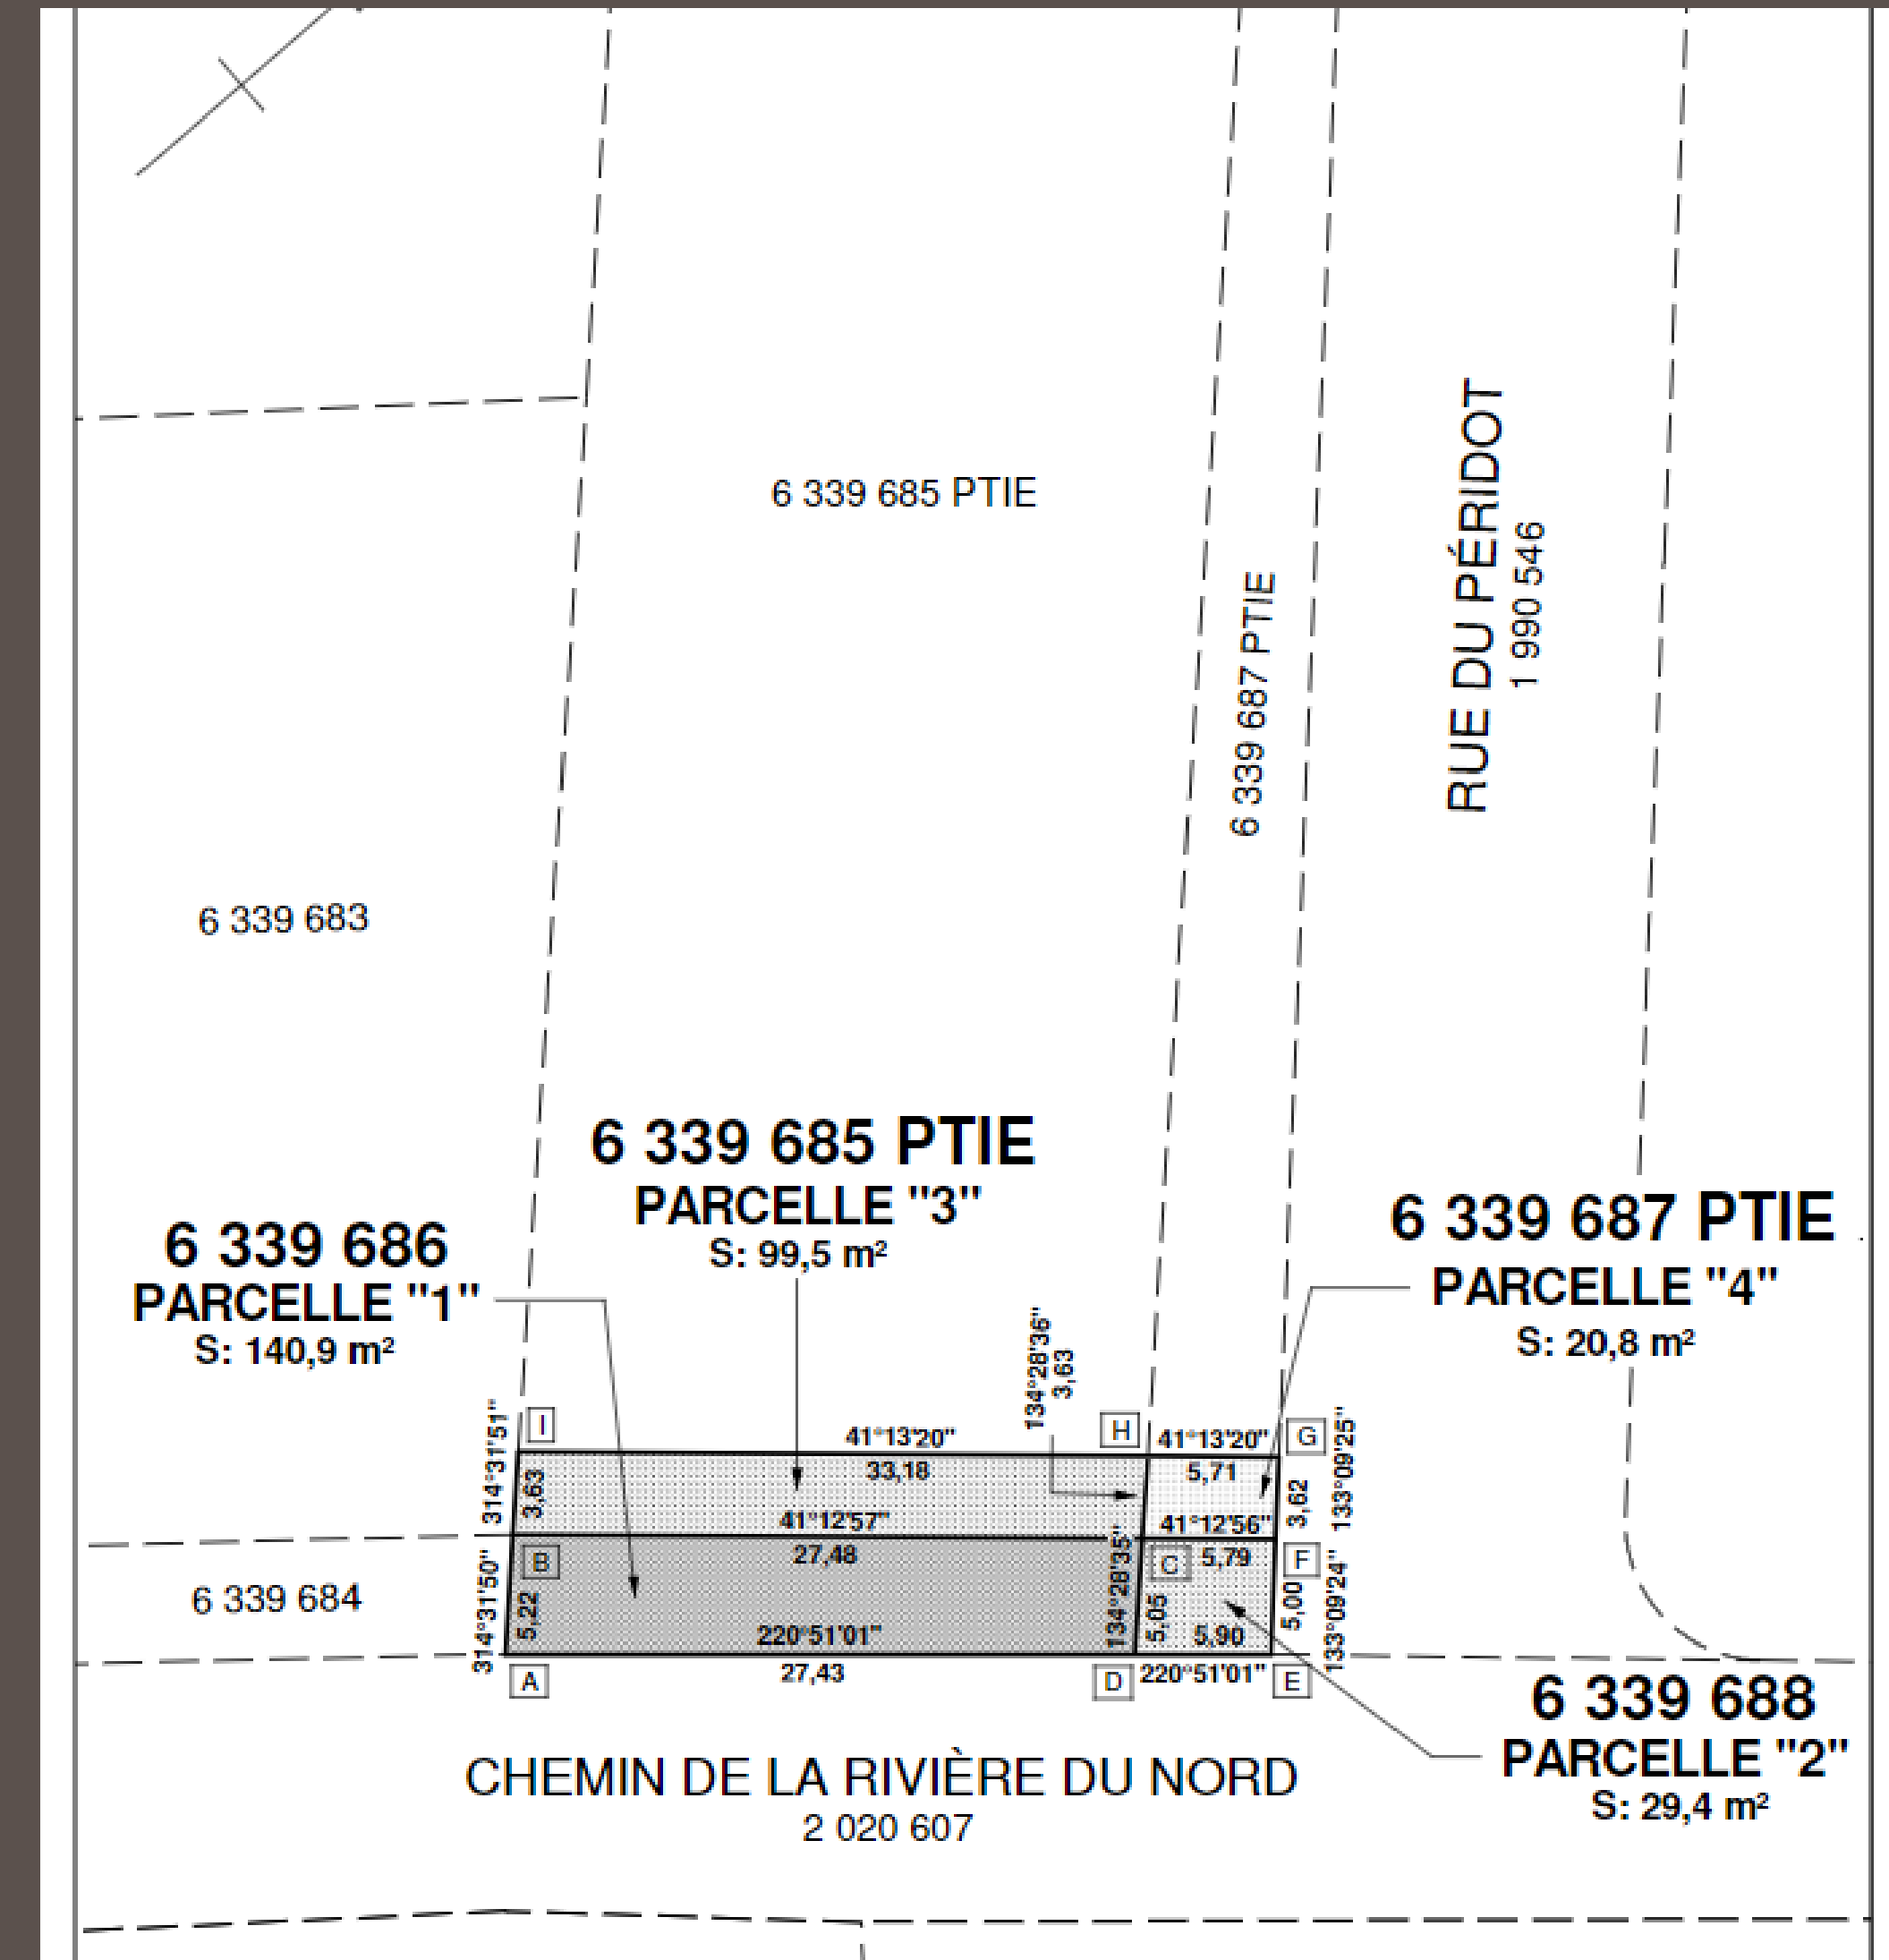 6 339 685 PTIE
RUE DU PÉRIDOT
1 990 546
6 339 687 PTIE
6 339 683
6 339 685 PTIE
PARCELLE "3"
S: 99,5 m²
6 339 686
PARCELLE "1"
S: 140,9 m²
6 339 687 PTIE
PARCELLE "4"
S: 20,8 m²
134°28'36"
3,63
I
H
G
41°13'20"
33,18
41°13'20"
5,71
314°31'51"
3,63
3,62
133°09'25"
41°12'57"
27,48
41°12'56"
5,79
B
C
F
6 339 684
314°31'50"
5,22
134°28'35"
5,05
5,00
133°09'24"
220°51'01"
27,43
5,90
220°51'01"
A
D
E
6 339 688
PARCELLE "2"
S: 29,4 m²
CHEMIN DE LA RIVIÈRE DU NORD
2 020 607